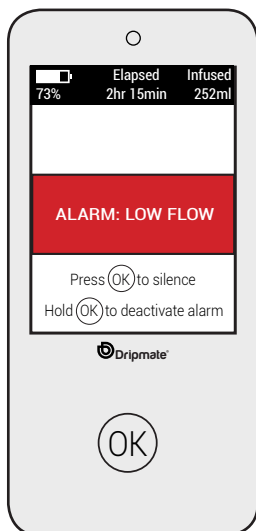 Elapsed Infused
73% 2hr 15min 252ml
ALARM: LOW FLOW
Press OK to silence
Hold OK to deactivate alarm
Dripmate
OK